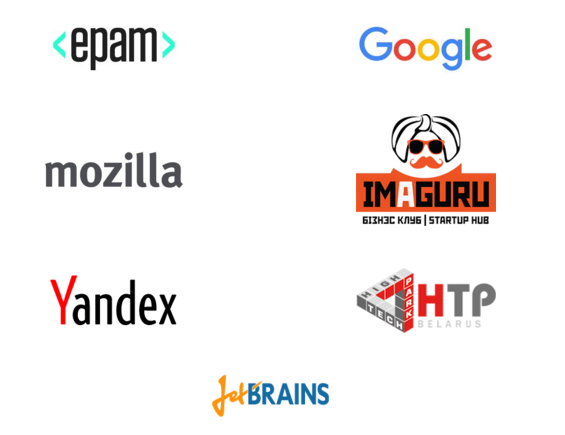 <epam>
Google
mozilla
IMAGURU
БІЗНЭС КЛУБ | STARTUP HUB
Yandex
HIGH
TECH
PARK
HTP
BELARUS
JetBRAINS